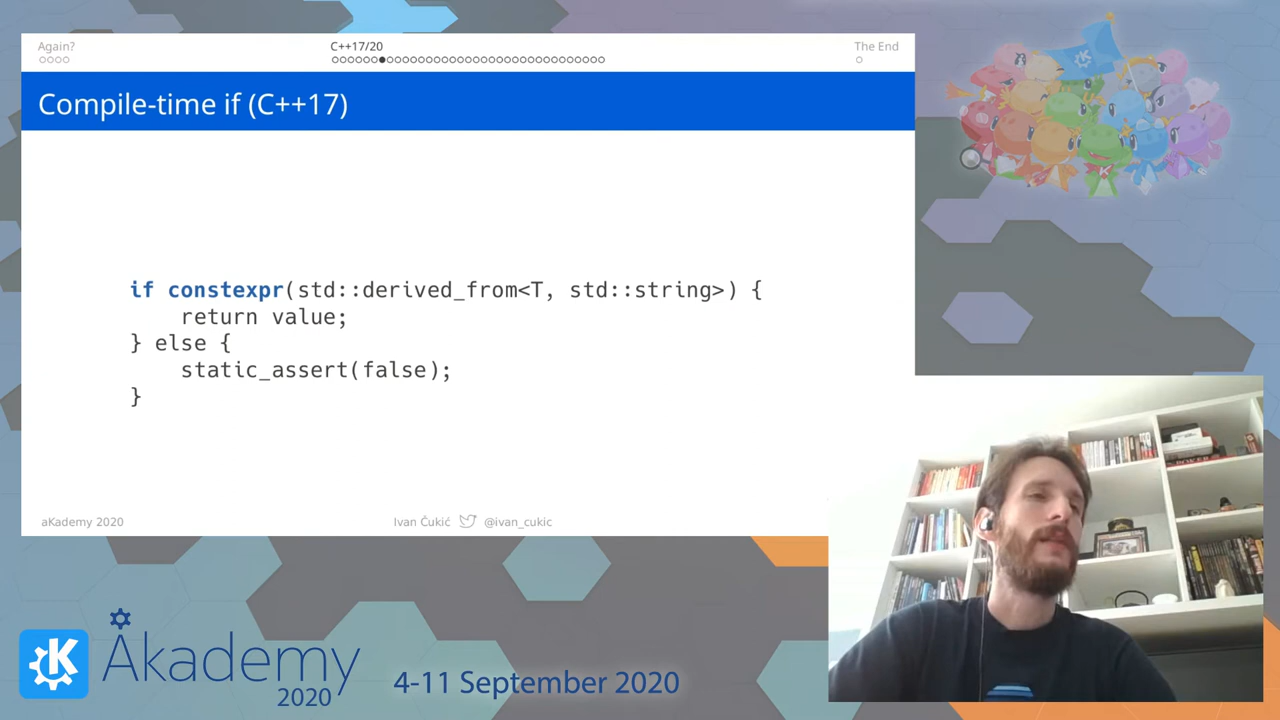 Again?
C++17/20
The End
Compile-time if (C++17)
if constexpr(std::derived_from<T, std::string>) {
    return value;
} else {
    static_assert(false);
}
aKademy 2020
Ivan Čukić
@ivan_cukic
Akademy
2020
4-11 September 2020